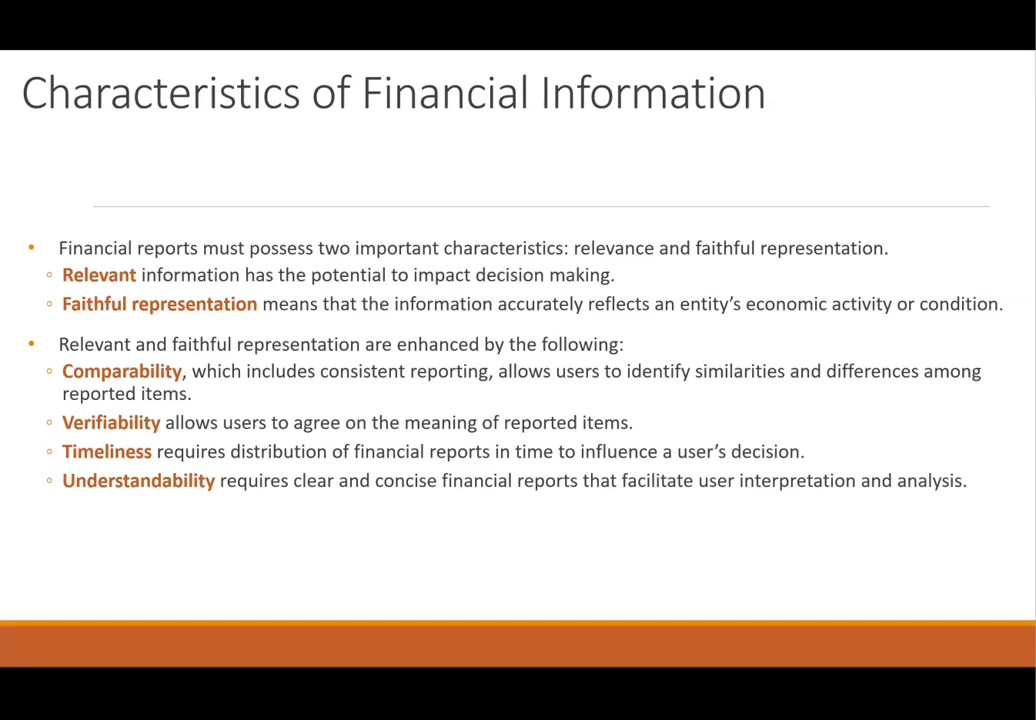 Characteristics of Financial Information
• Financial reports must possess two important characteristics: relevance and faithful representation.
◦ Relevant information has the potential to impact decision making.
◦ Faithful representation means that the information accurately reflects an entity’s economic activity or condition.
• Relevant and faithful representation are enhanced by the following:
◦ Comparability, which includes consistent reporting, allows users to identify similarities and differences among
reported items.
◦ Verifiability allows users to agree on the meaning of reported items.
◦ Timeliness requires distribution of financial reports in time to influence a user’s decision.
◦ Understandability requires clear and concise financial reports that facilitate user interpretation and analysis.